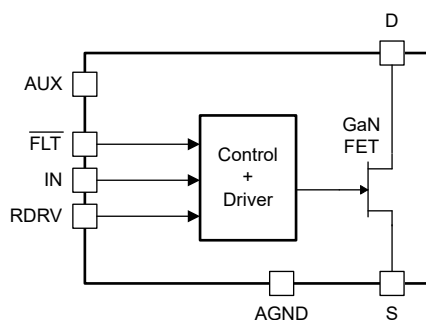 D
AUX
FLT
IN
RDRV
Control
+
Driver
GaN
FET
AGND
S